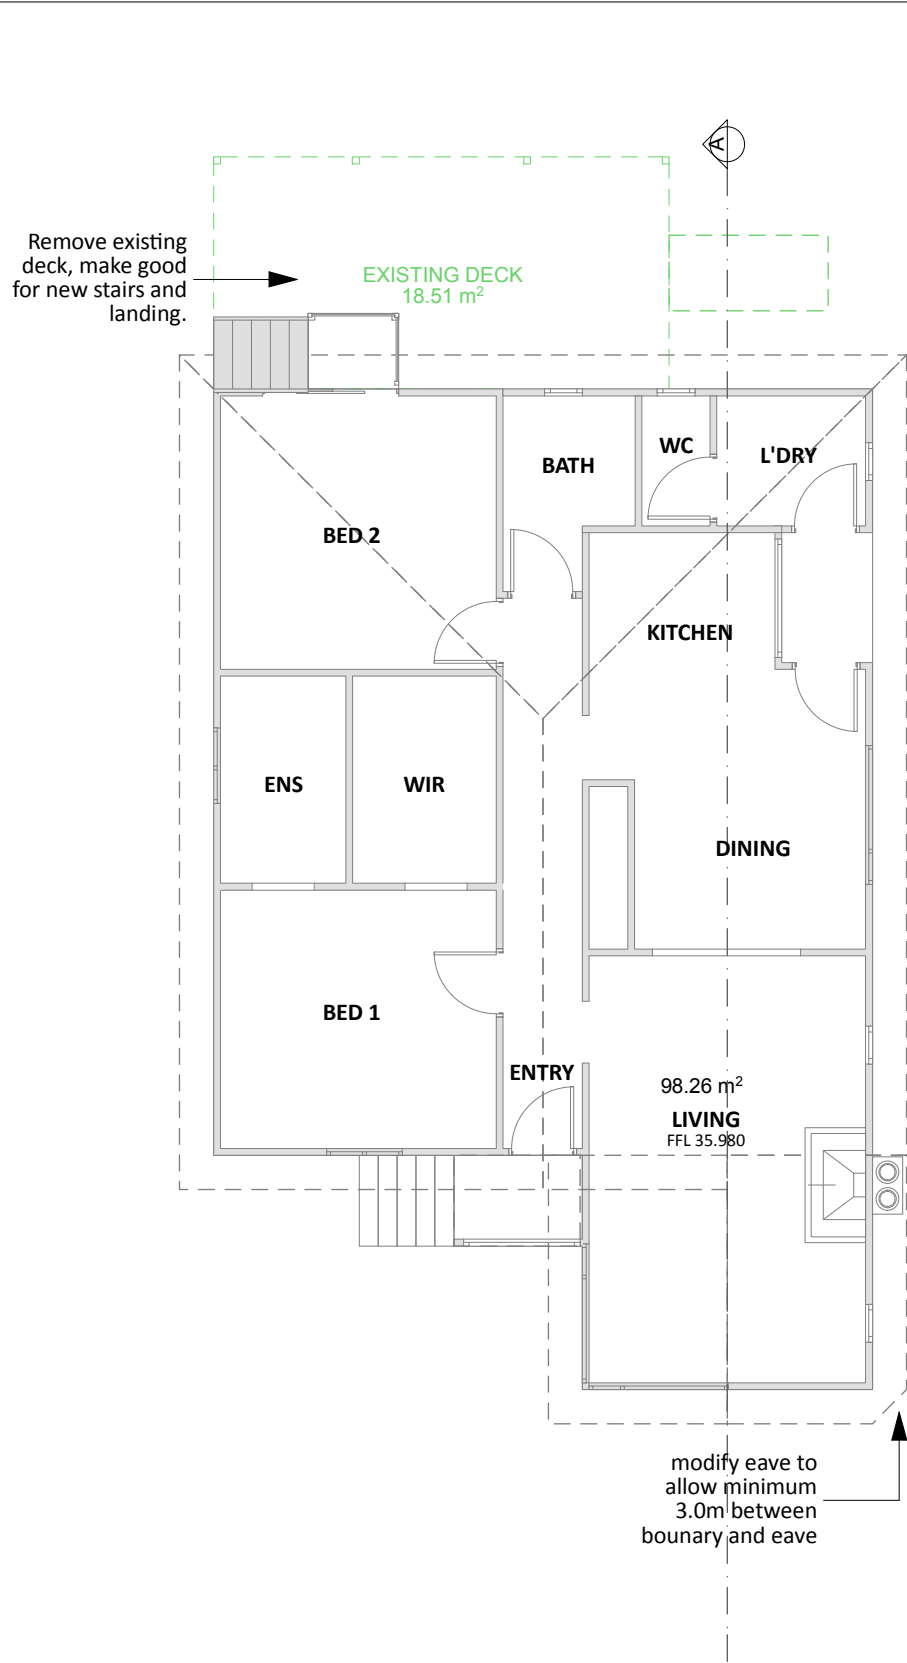 A
Remove existing
deck, make good
for new stairs and
landing.
EXISTING DECK
18.51 m²
WC
BATH
L'DRY
BED 2
KITCHEN
ENS
WIR
DINING
BED 1
ENTRY
98.26 m²
LIVING
FFL 35.980
modify eave to
allow minimum
3.0m between
bounary and eave